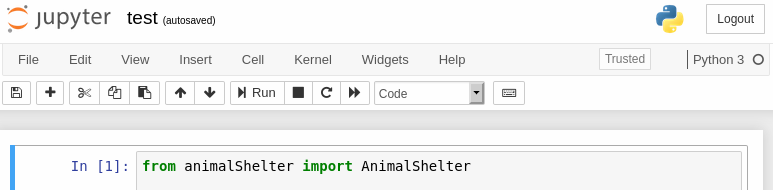 jupyter test (autosaved) Logout
File Edit View Insert Cell Kernel Widgets Help Trusted Python 3
Run Code
In [1]: from animalShelter import AnimalShelter